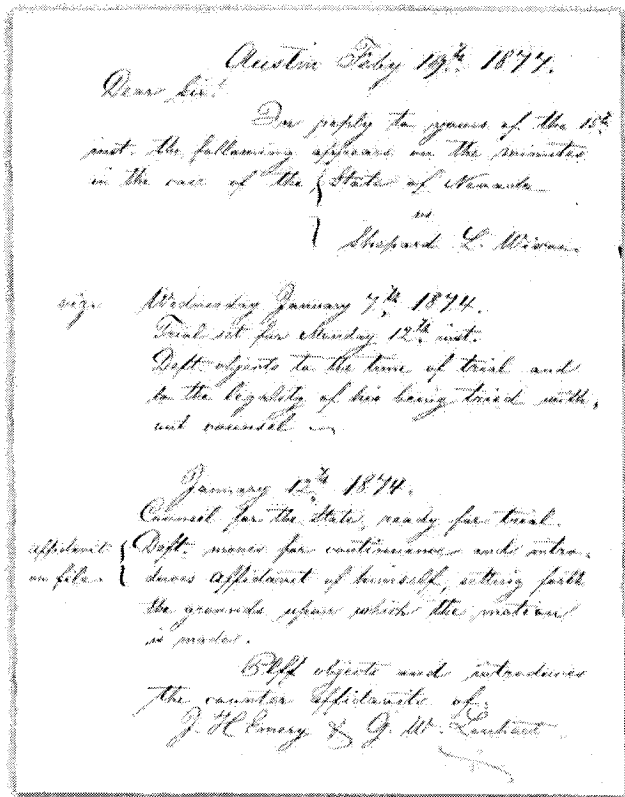 Austin Feby 19th 1877.
Dear Sir:
In reply to yours of the 15th
inst. the following appears on the minutes
in the case of the { State of Nevada
vs
} Shepard L. Wixom
viz. Wednesday January 7th 1874.
Trial set for Monday 12th inst.
Deft. objects to the time of trial and
to the legality of his being tried with-
out counsel
January 12th 1874.
Counsel for the State, ready for trial.
affidavit { Deft. moves for continuance and intro-
on file. { duces affidavit of himself, setting forth
the grounds upon which the motion
is made.
Plff objects and introduces
the counter affidavits of.
J. H Emery & G. W.